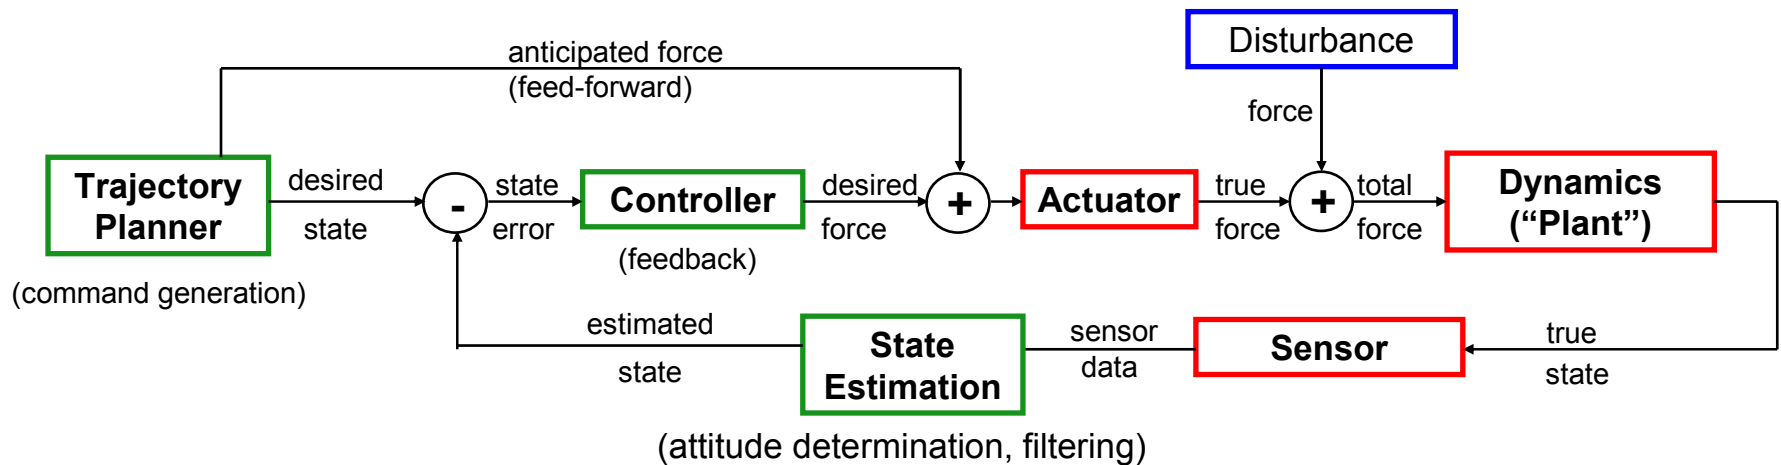 anticipated force
(feed-forward)
Disturbance
force
Trajectory
Planner
(command generation)
desired
state
-
state
error
Controller
(feedback)
desired
force
+
Actuator
true
force
+
total
force
Dynamics
(“Plant”)
estimated
state
State
Estimation
sensor
data
Sensor
true
state
(attitude determination, filtering)